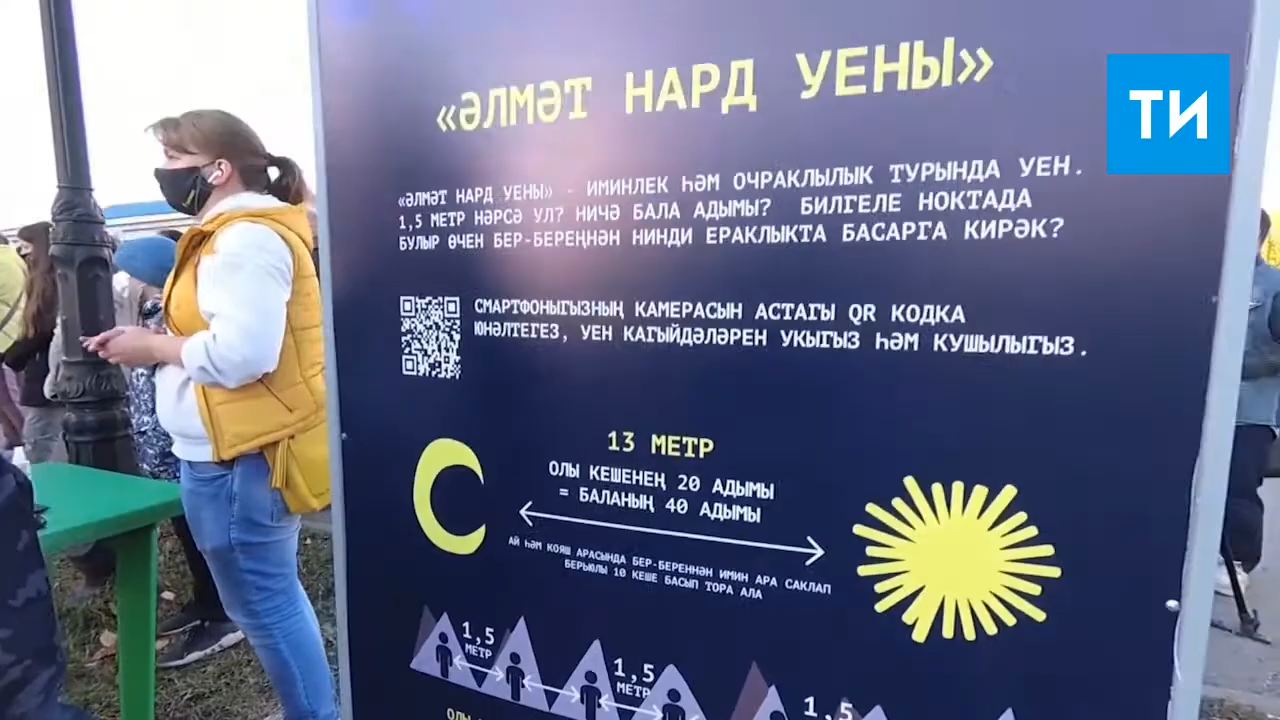 «ӘЛМӘТ НАРД УЕНЫ»
ТИ
«ӘЛМӘТ НАРД УЕНЫ» - ИМИНЛЕК ҺӘМ ОЧРАКЛЫЛЫК ТУРЫНДА УЕН.
1,5 МЕТР НӘРСӘ УЛ? НИЧӘ БАЛА АДЫМЫ? БИЛГЕЛЕ НОКТАДА
БУЛЫР ӨЧЕН БЕР-БЕРЕҢНӘН НИНДИ ЕРАКЛЫКТА БАСАРГА КИРӘК?
СМАРТФОНЫГЫЗНЫҢ КАМЕРАСЫН АСТАГЫ QR КОДКА
ЮНӘЛТЕГЕЗ, УЕН КАГЫЙДӘЛӘРЕН УКЫГЫЗ ҺӘМ КУШЫЛЫГЫЗ.
13 МЕТР
ОЛЫ КЕШЕНЕҢ 20 АДЫМЫ
= БАЛАНЫҢ 40 АДЫМЫ
АЙ ҺӘМ КОЯШ АРАСЫНДА БЕР-БЕРЕННӘН ИМИН АРА САКЛАП
БЕРЬЮЛЫ 10 КЕШЕ БАСЫП ТОРА АЛА
1,5
МЕТР
1,5
МЕТР
1,5
ОЛЫ